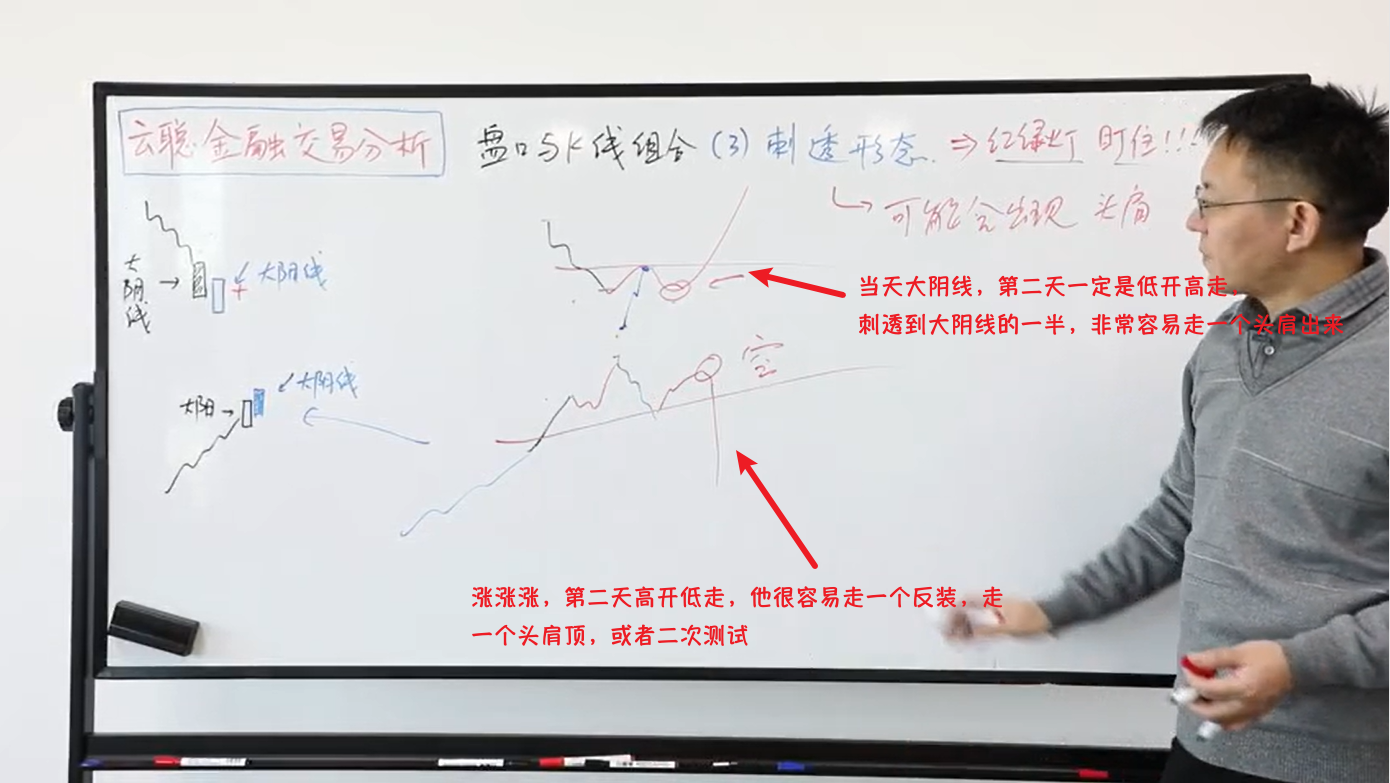 云聪金融交易分析
盘口与K线组合(3)刺透形态. ⇒红绿灯 盯住!!!
可能会出现 头肩
大阴线
大阴线
当天大阴线，第二天一定是低开高走，
刺透到大阴线的一半，非常容易走一个头肩出来
空
大阳
大阴线
涨涨涨，第二天高开低走，他很容易走一个反装，走
一个头肩顶，或者二次测试